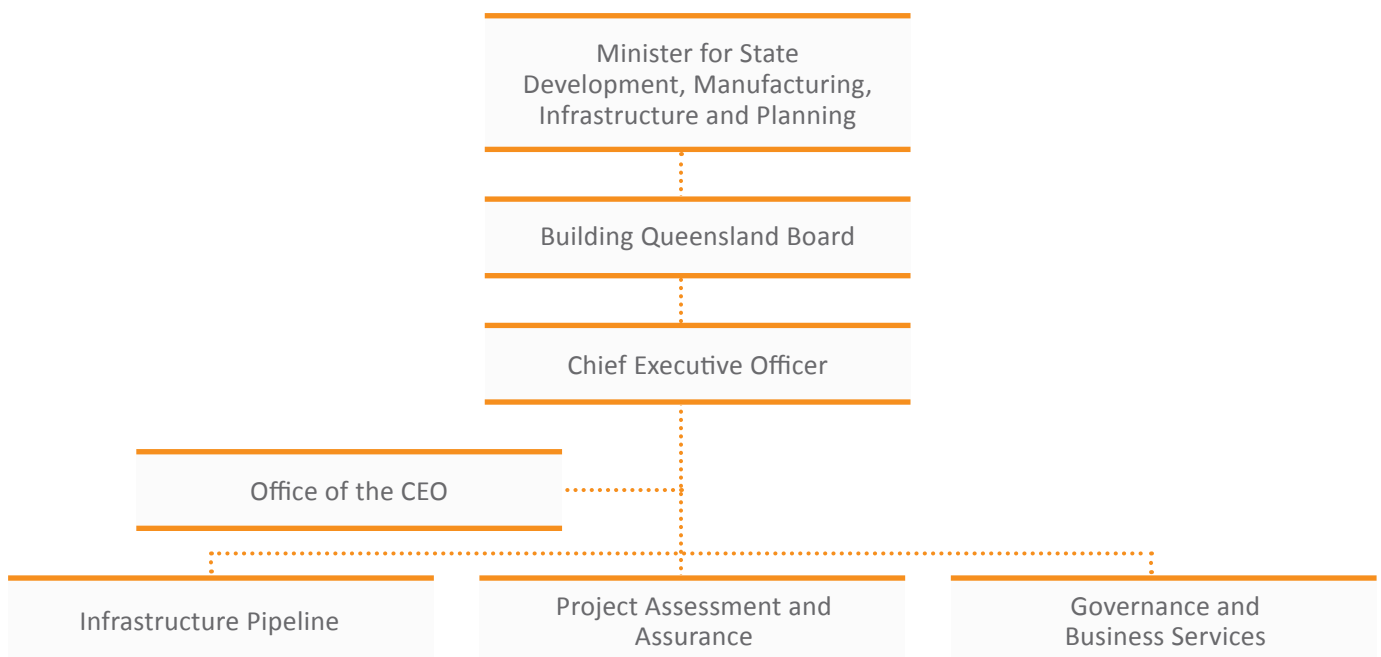 Minister for State
Development, Manufacturing,
Infrastructure and Planning
Building Queensland Board
Chief Executive Officer
Office of the CEO
Infrastructure Pipeline
Project Assessment and
Assurance
Governance and
Business Services